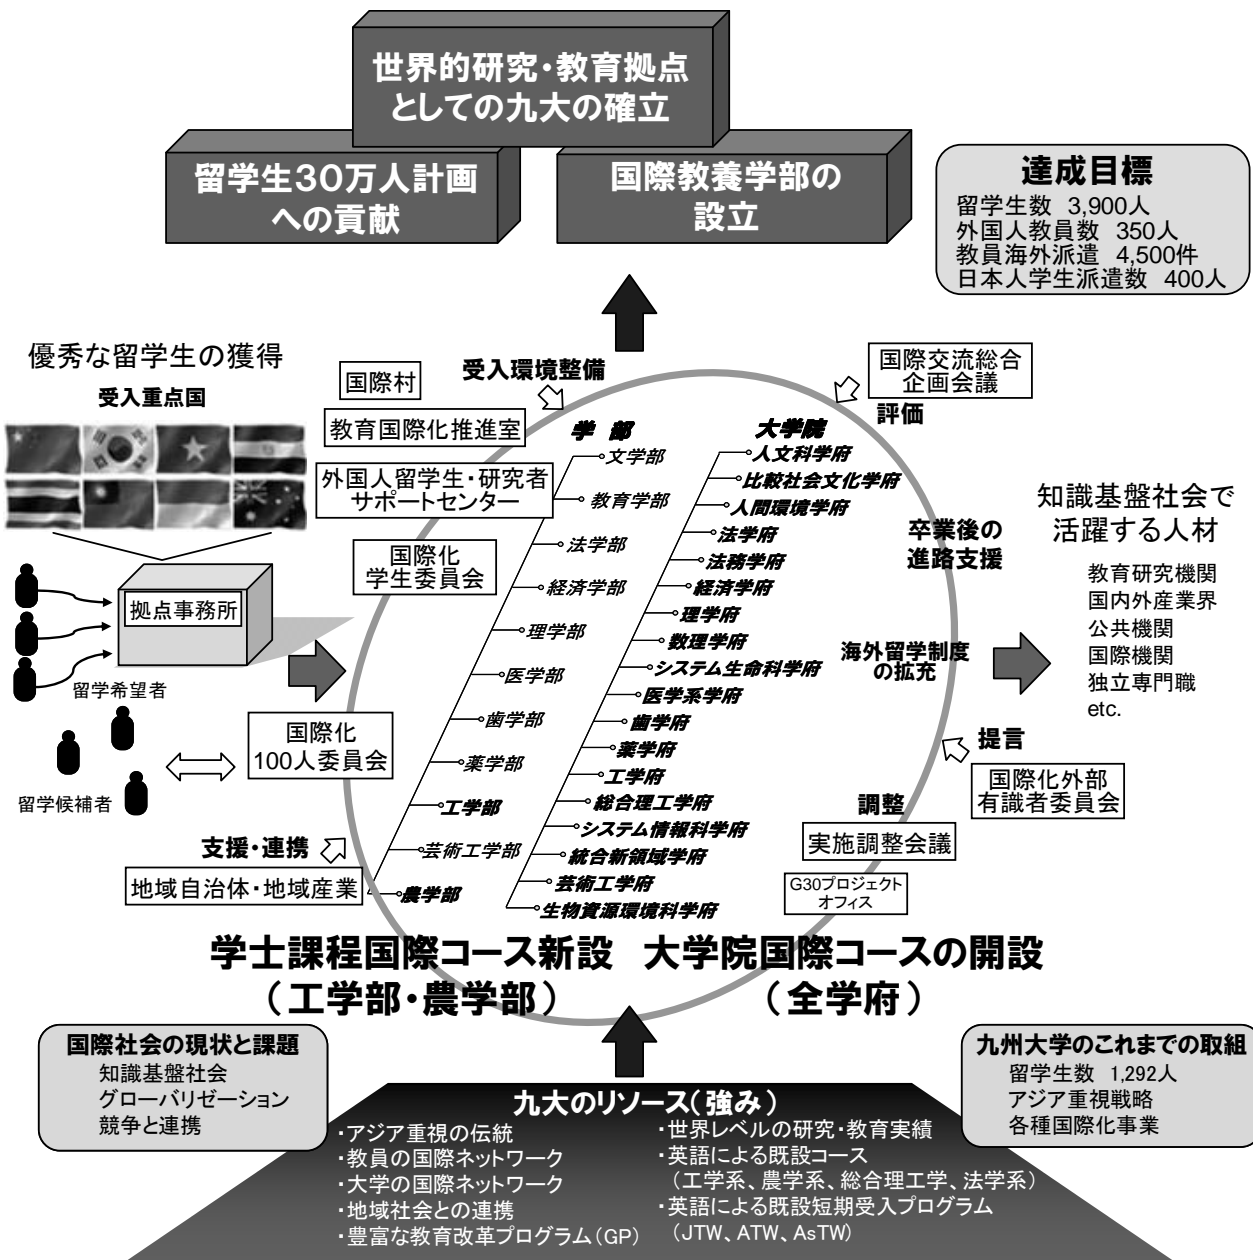 世界的研究・教育拠点
としての九大の確立
留学生30万人計画
への貢献
国際教養学部の
設立
達成目標
留学生数 3,900人
外国人教員数 350人
教員海外派遣 4,500件
日本人学生派遣数 400人
優秀な留学生の獲得
受入重点国
国際村
受入環境整備
国際交流総合
企画会議
評価
教育国際化推進室
外国人留学生・研究者
サポートセンター
国際化
学生委員会
拠点事務所
留学希望者
国際化
100人委員会
留学候補者
支援・連携
地域自治体・地域産業
学 部
文学部
教育学部
法学部
経済学部
理学部
医学部
歯学部
薬学部
工学部
芸術工学部
農学部
大学院
人文科学府
比較社会文化学府
人間環境学府
法学府
法務学府
経済学府
理学府
数理学府
システム生命科学府
医学系学府
歯学府
薬学府
工学府
総合理工学府
システム情報科学府
統合新領域学府
芸術工学府
生物資源環境科学府
卒業後の
進路支援
海外留学制度
の拡充
知識基盤社会で
活躍する人材
教育研究機関
国内外産業界
公共機関
国際機関
独立専門職
etc.
提言
国際化外部
有識者委員会
調整
実施調整会議
G30プロジェクト
オフィス
学士課程国際コース新設
（工学部・農学部）
大学院国際コースの開設
（全学府）
国際社会の現状と課題
知識基盤社会
グローバリゼーション
競争と連携
九州大学のこれまでの取組
留学生数 1,292人
アジア重視戦略
各種国際化事業
九大のリソース（強み）
・アジア重視の伝統
・教員の国際ネットワーク
・大学の国際ネットワーク
・地域社会との連携
・豊富な教育改革プログラム（GP）
・世界レベルの研究・教育実績
・英語による既設コース
（工学系、農学系、総合理工学、法学系）
・英語による既設短期受入プログラム
（JTW、ATW、AsTW）